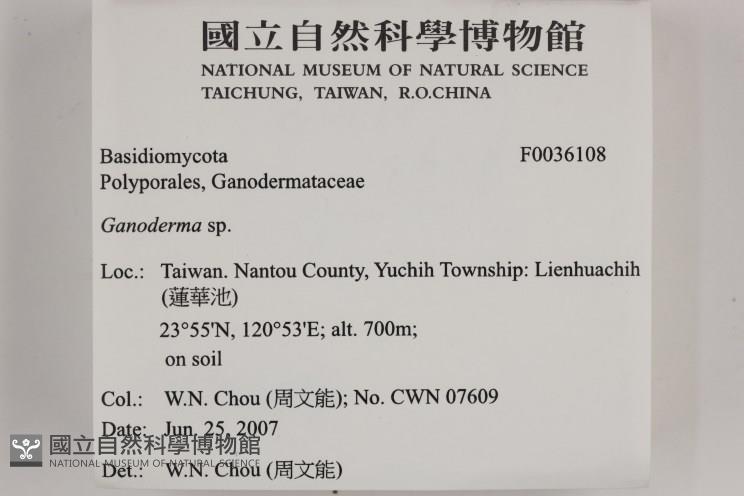 國立自然科學博物館
NATIONAL MUSEUM OF NATURAL SCIENCE
TAICHUNG, TAIWAN, R.O.CHINA
Basidiomycota F0036108
Polyporales, Ganodermataceae
Ganoderma sp.
Loc.: Taiwan. Nantou County, Yuchih Township: Lienhuachih
(蓮華池)
23°55'N, 120°53'E; alt. 700m;
on soil
Col.: W.N. Chou (周文能); No. CWN 07609
Date: Jun. 25, 2007
國立自然科學博物館
NATIONAL MUSEUM OF NATURAL SCIENCE
Det.: W.N. Chou (周文能)